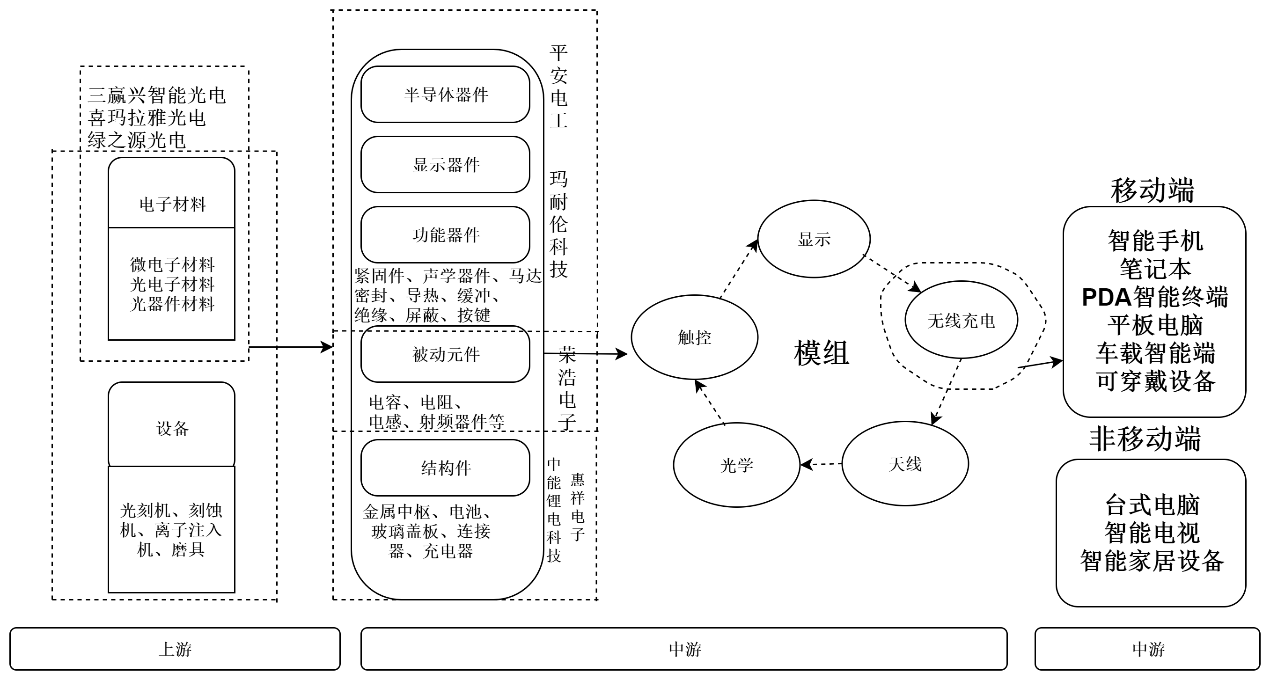 三赢兴智能光电
喜玛拉雅光电
绿之源光电
电子材料
微电子材料
光电子材料
光器件材料
设备
光刻机、刻蚀
机、离子注入
机、磨具
半导体器件
显示器件
功能器件
紧固件、声学器件、马达
密封、导热、缓冲、
绝缘、屏蔽、按键
被动元件
电容、电阻、
电感、射频器件等
结构件
金属中枢、电池、
玻璃盖板、连接
器、充电器
平安电工
玛耐伦科技
荣浩电子
中能锂电科技
惠祥电子
显示
触控
无线充电
模组
光学
天线
移动端
智能手机
笔记本
PDA智能终端
平板电脑
车载智能端
可穿戴设备
非移动端
台式电脑
智能电视
智能家居设备
上游
中游
中游